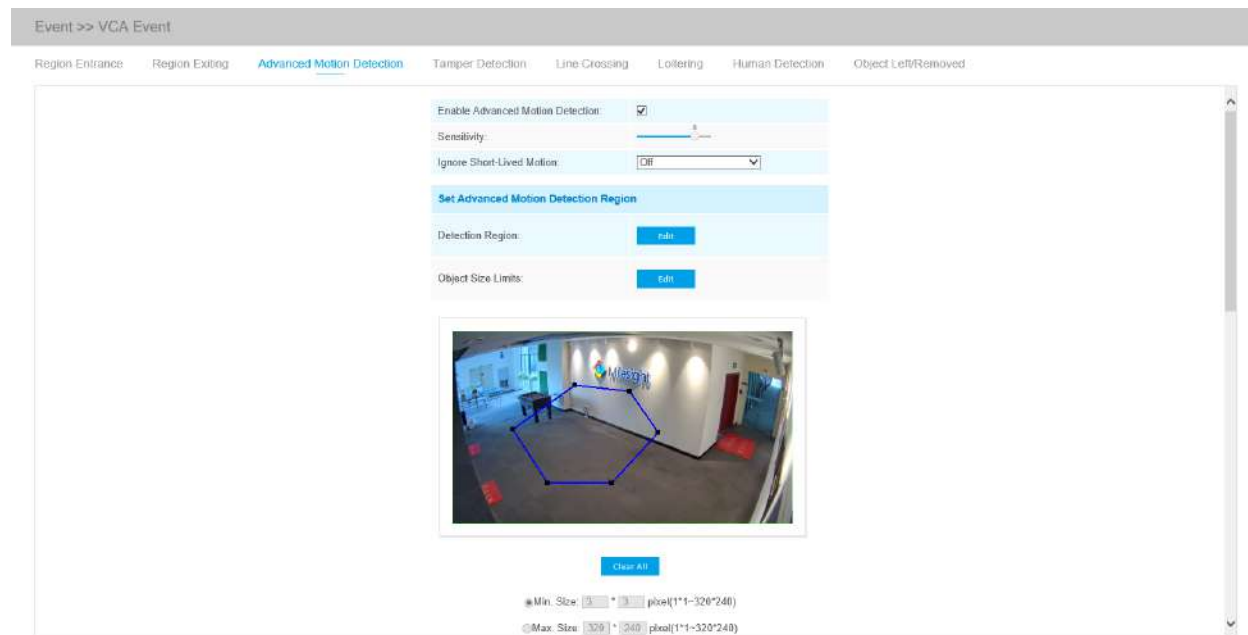 Event >> VCA Event
Region Entrance Region Exiting Advanced Motion Detection Tamper Detection Line Crossing Loitering Human Detection Object Left/Removed
Enable Advanced Motion Detection:
Sensitivity: 8
Ignore Short-Lived Motion: Off
Set Advanced Motion Detection Region
Detection Region: Edit
Object Size Limits: Edit
Milesight
Clear All
Min. Size: 3 * 3 pixel(1*1~320*240)
Max. Size: 320 * 240 pixel(1*1~320*240)